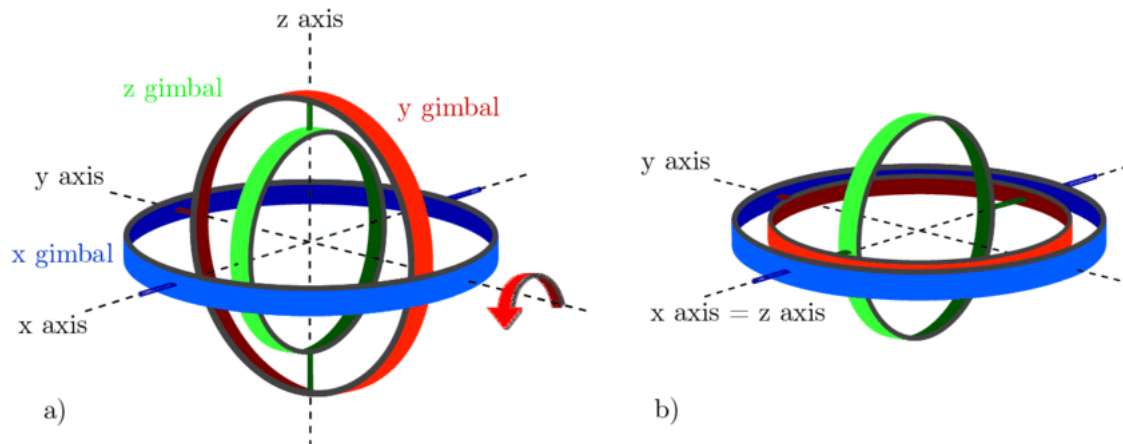 z axis
z gimbal
y gimbal
y axis
x gimbal
x axis
a)
y axis
x axis = z axis
b)